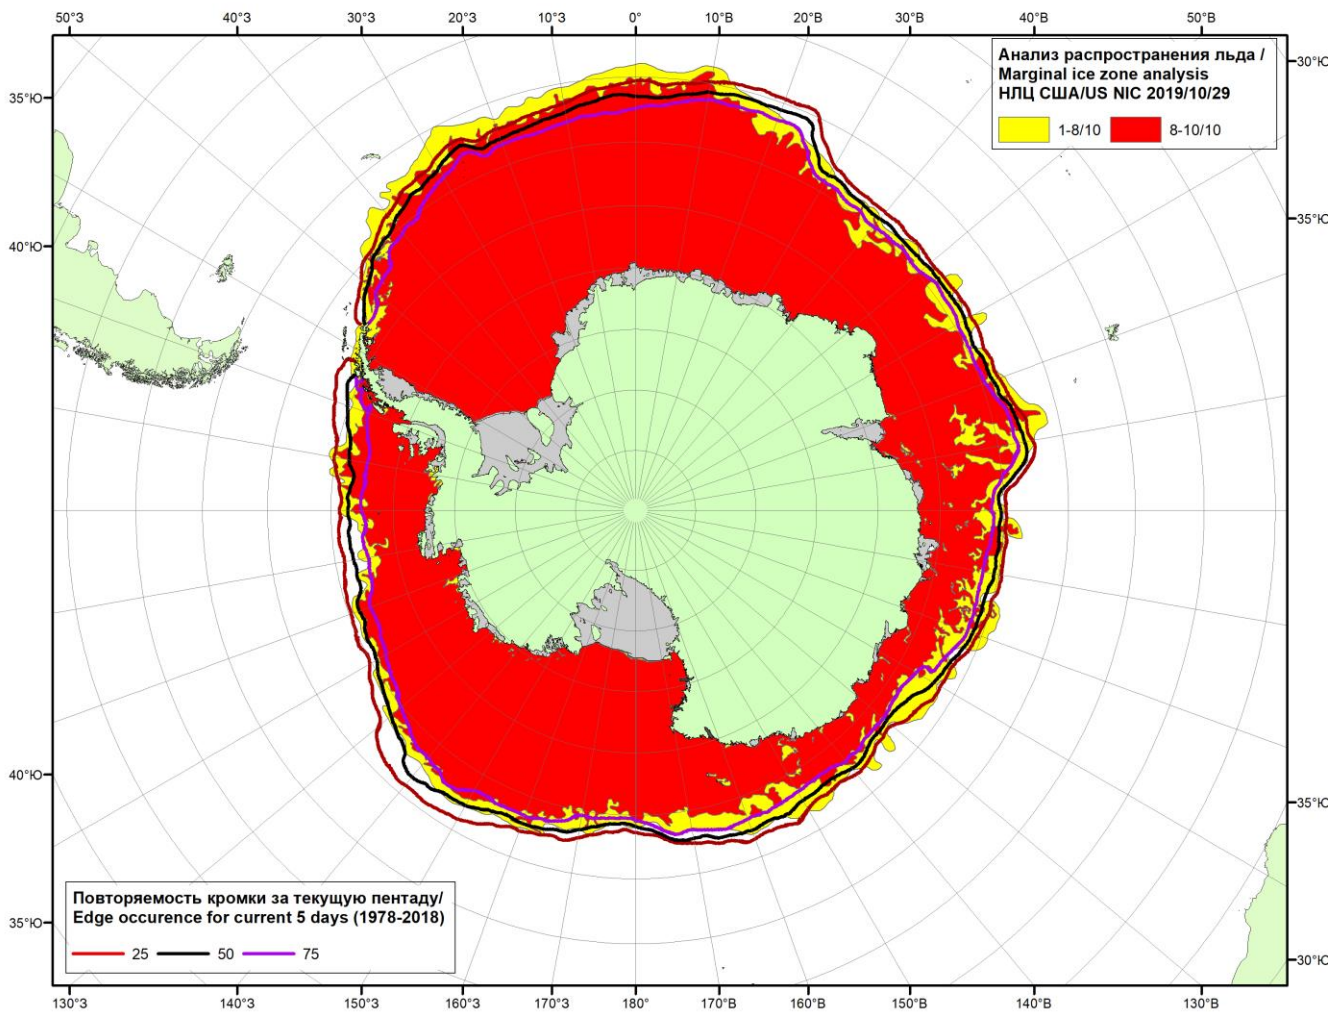 50°З 40°З 30°З 20°З 10°З 0° 10°В 20°В 30°В 40°В 50°В
Анализ распространения льда /
Marginal ice zone analysis
НЛЦ США/US NIC 2019/10/29
1-8/10 8-10/10
30°Ю
35°Ю
35°Ю
40°Ю
40°Ю
35°Ю
35°Ю
30°Ю
Повторяемость кромки за текущую пентаду/
Edge occurence for current 5 days (1978-2018)
25 50 75
130°З 140°З 150°З 160°З 170°З 180° 170°В 160°В 150°В 140°В 130°В